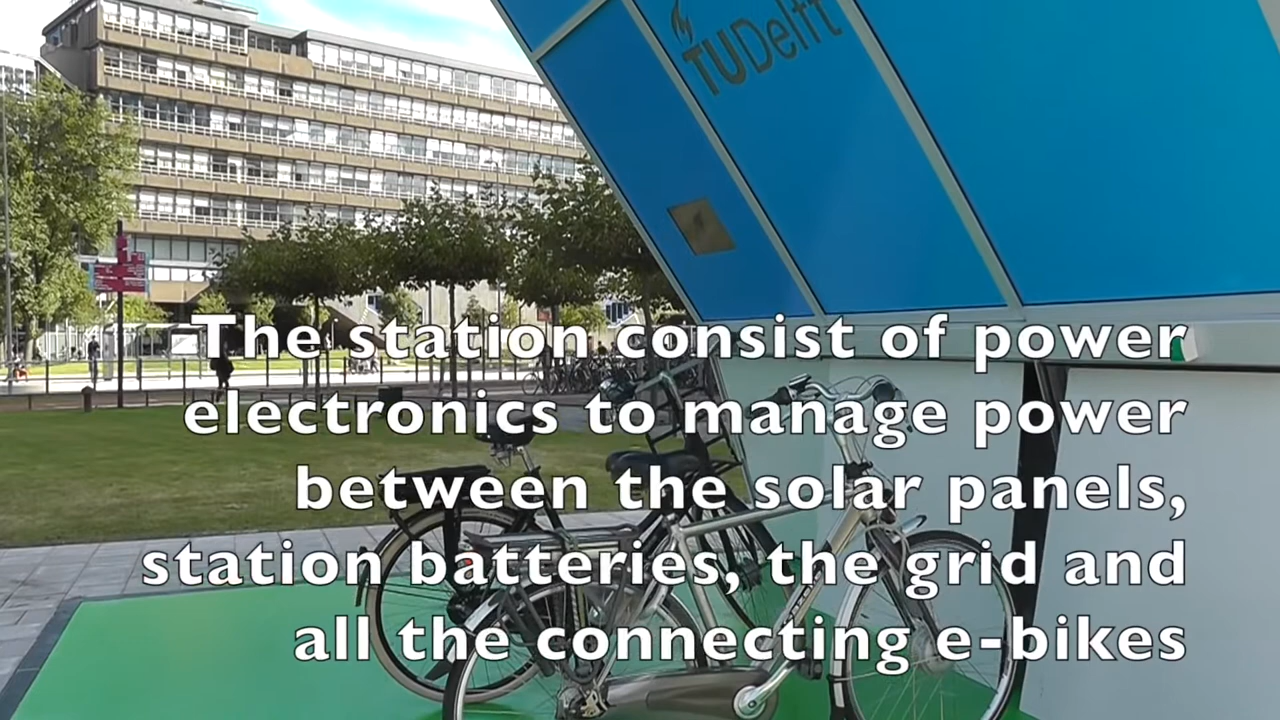 TUDelft
The station consist of power
electronics to manage power
between the solar panels,
station batteries, the grid and
all the connecting e-bikes